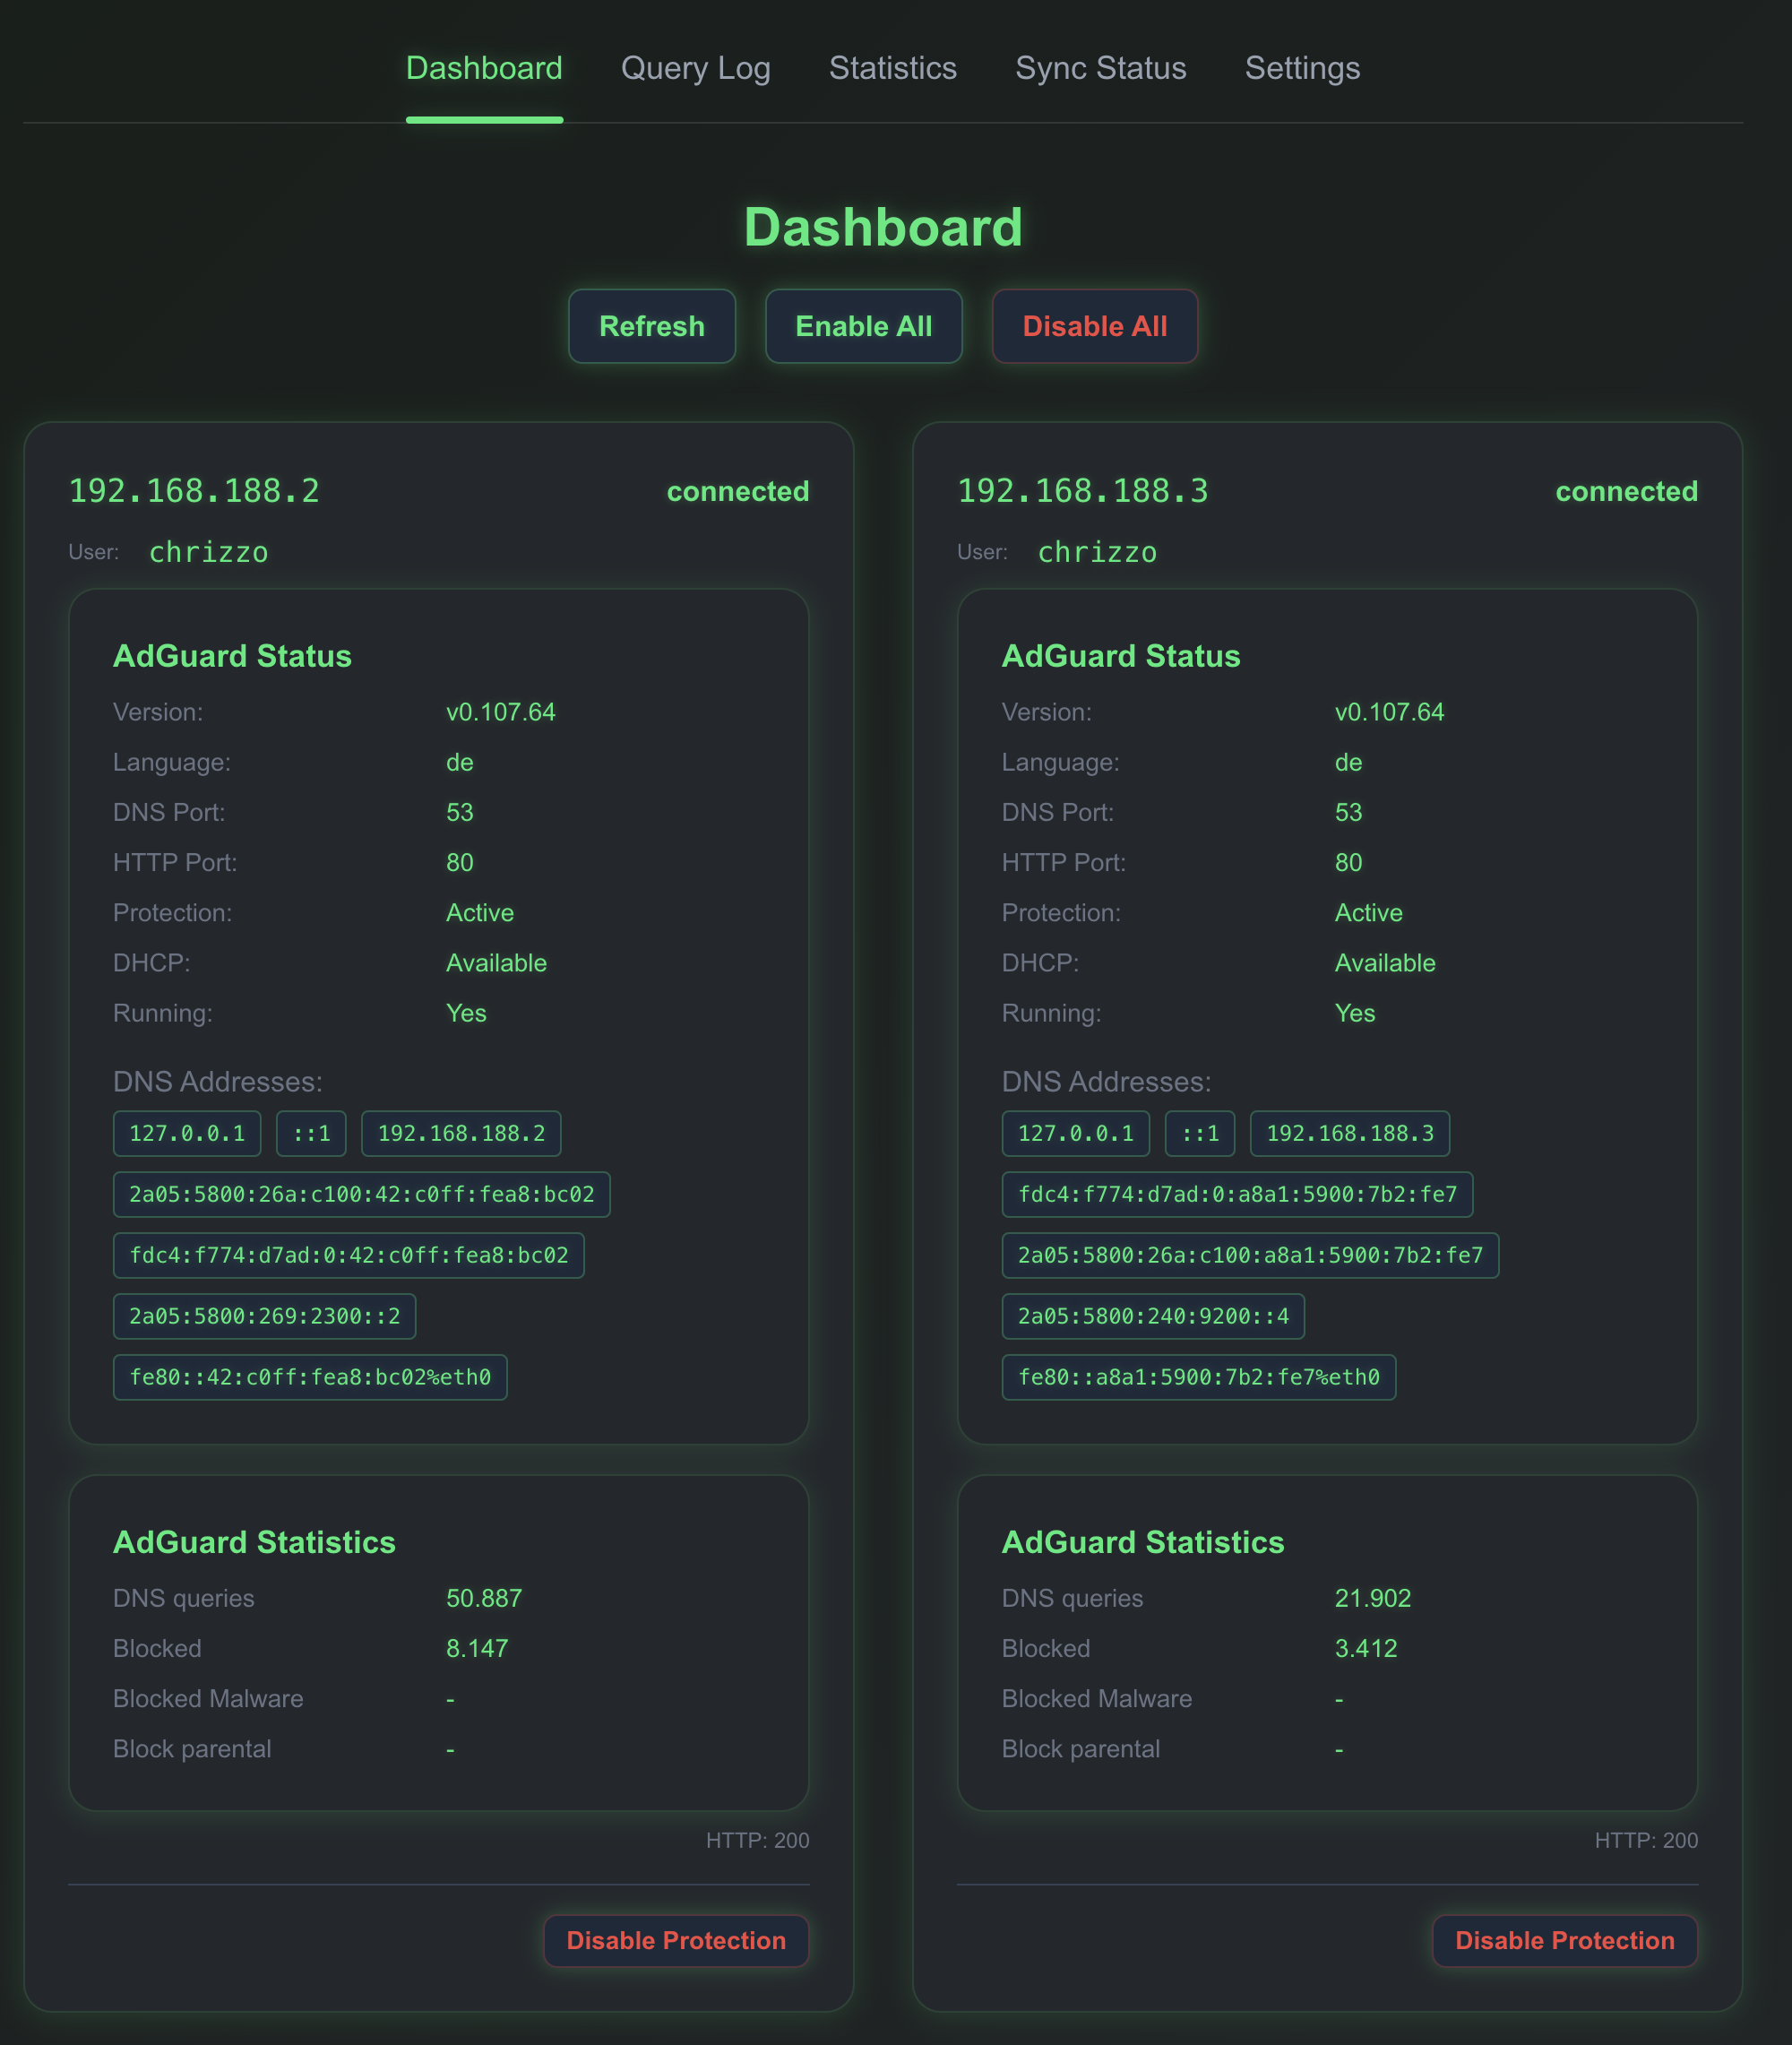 Dashboard Query Log Statistics Sync Status Settings
Dashboard
Refresh Enable All Disable All
192.168.188.2 connected
User: chrizzo
AdGuard Status
Version: v0.107.64
Language: de
DNS Port: 53
HTTP Port: 80
Protection: Active
DHCP: Available
Running: Yes
DNS Addresses:
127.0.0.1 ::1 192.168.188.2
2a05:5800:26a:c100:42:c0ff:fea8:bc02
fdc4:f774:d7ad:0:42:c0ff:fea8:bc02
2a05:5800:269:2300::2
fe80::42:c0ff:fea8:bc02%eth0
AdGuard Statistics
DNS queries 50.887
Blocked 8.147
Blocked Malware -
Block parental -
HTTP: 200
Disable Protection
192.168.188.3 connected
User: chrizzo
AdGuard Status
Version: v0.107.64
Language: de
DNS Port: 53
HTTP Port: 80
Protection: Active
DHCP: Available
Running: Yes
DNS Addresses:
127.0.0.1 ::1 192.168.188.3
fdc4:f774:d7ad:0:a8a1:5900:7b2:fe7
2a05:5800:26a:c100:a8a1:5900:7b2:fe7
2a05:5800:240:9200::4
fe80::a8a1:5900:7b2:fe7%eth0
AdGuard Statistics
DNS queries 21.902
Blocked 3.412
Blocked Malware -
Block parental -
HTTP: 200
Disable Protection